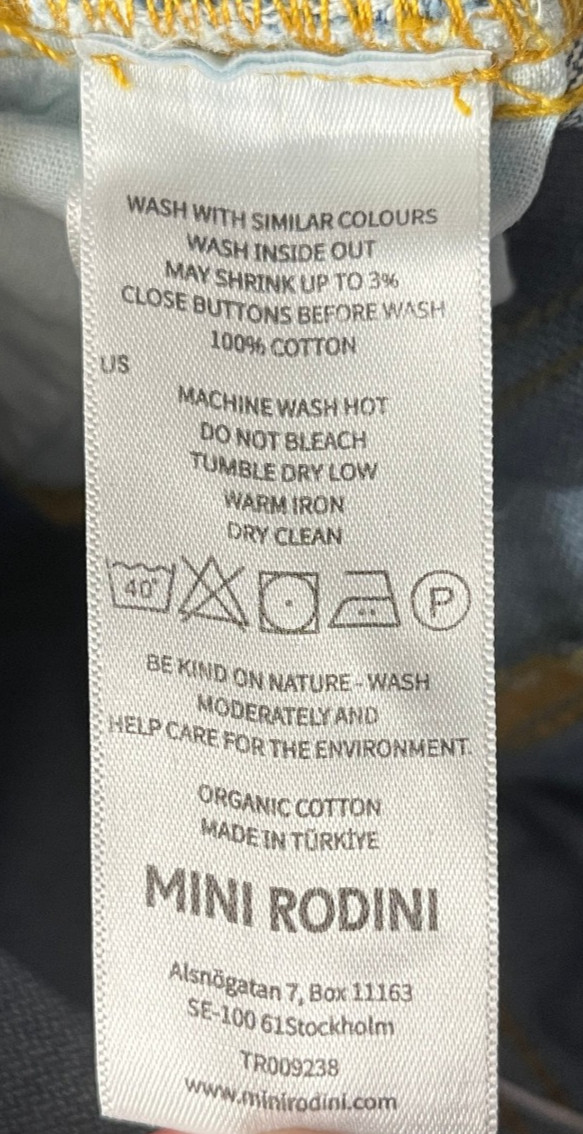 WASH WITH SIMILAR COLOURS
WASH INSIDE OUT
MAY SHRINK UP TO 3%
CLOSE BUTTONS BEFORE WASH
100% COTTON
US
MACHINE WASH HOT
DO NOT BLEACH
TUMBLE DRY LOW
WARM IRON
DRY CLEAN
40° P
BE KIND ON NATURE - WASH
MODERATELY AND
HELP CARE FOR THE ENVIRONMENT.
ORGANIC COTTON
MADE IN TÜRKİYE
MINI RODINI
Alsnögatan 7, Box 11163
SE-100 61Stockholm
TR009238
www.minirodini.com